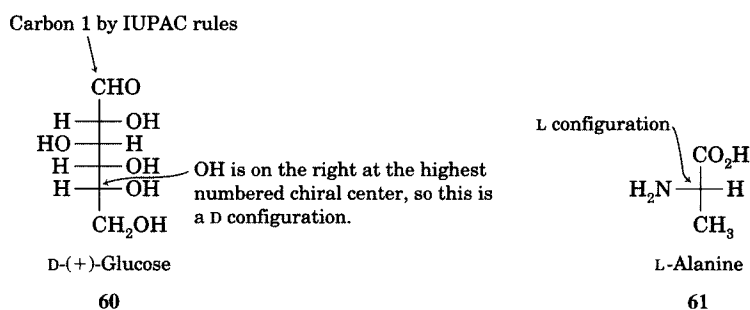 Carbon 1 by IUPAC rules
CHO
H OH
HO H
H OH
H OH
CH₂OH
OH is on the right at the highest
numbered chiral center, so this is
a D configuration.
D-(+)-Glucose
60
L configuration
CO₂H
H₂N H
CH₃
L-Alanine
61